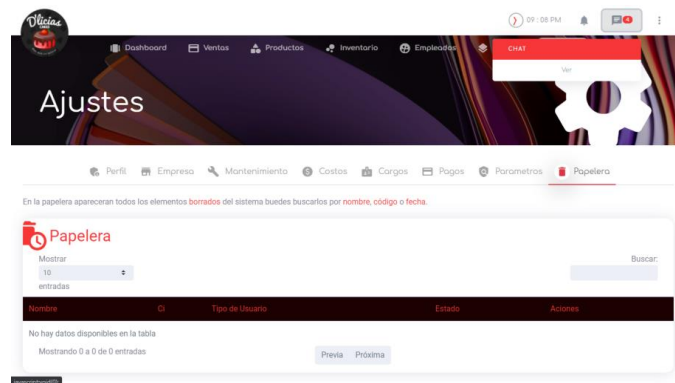 D'licias
09 : 08 PM
4
Dashboard Ventas Productos Inventario Empleados
CHAT
Ver
Ajustes
Perfil Empresa Mantenimiento Costos Cargos Pagos Parametros Papelera
En la papelera apareceran todos los elementos borrados del sistema buedes buscarlos por nombre, código o fecha.
Papelera
Mostrar
10
entradas
Buscar:
Nombre Ci Tipo de Usuario Estado Acciones
No hay datos disponibles en la tabla
Mostrando 0 a 0 de 0 entradas
Previa Próxima